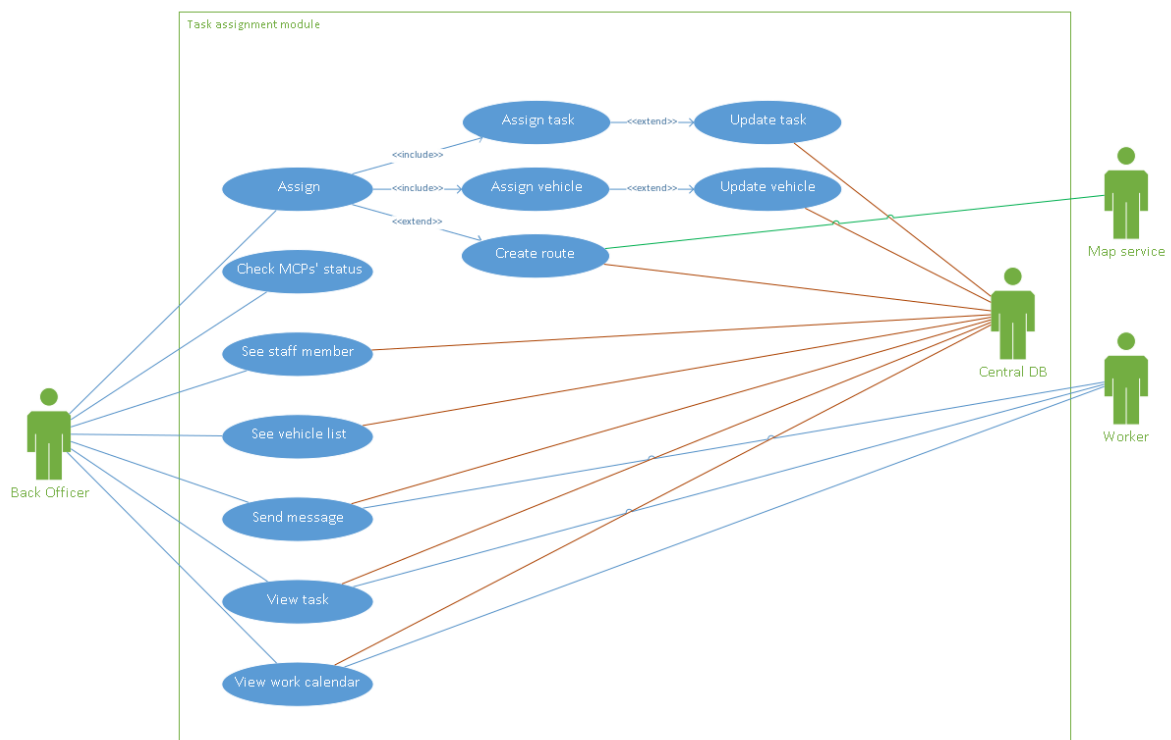 Task assignment module
Assign task
<<extend>>
Update task
<<include>>
Assign
<<include>>
Assign vehicle
<<extend>>
Update vehicle
<<extend>>
Create route
Map service
Check MCPs' status
See staff member
Central DB
See vehicle list
Worker
Back Officer
Send message
View task
View work calendar